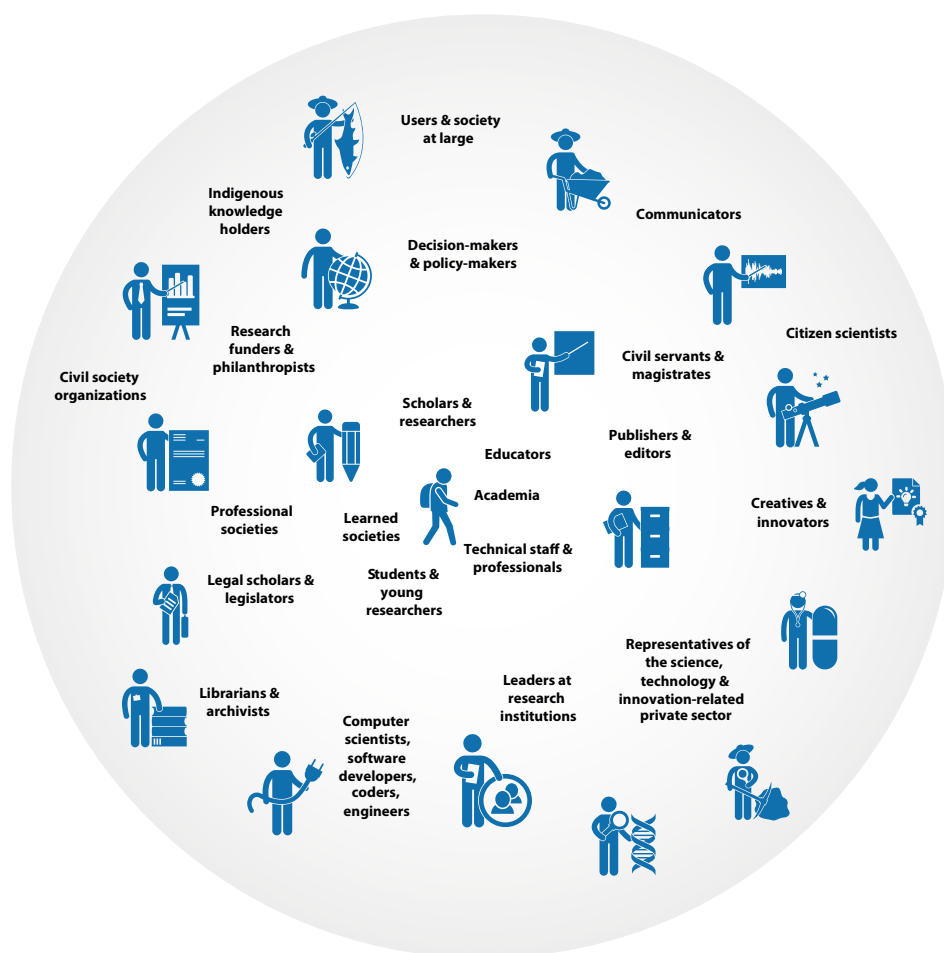 Users & society
at large
Indigenous
knowledge
holders
Communicators
Decision-makers
& policy-makers
Research
funders &
philanthropists
Citizen scientists
Civil servants &
magistrates
Civil society
organizations
Scholars &
researchers
Publishers &
editors
Educators
Academia
Creatives &
innovators
Professional
societies
Learned
societies
Technical staff &
professionals
Legal scholars &
legislators
Students &
young
researchers
Representatives of
the science,
technology &
innovation-related
private sector
Leaders at
research
institutions
Librarians &
archivists
Computer
scientists,
software
developers,
coders,
engineers